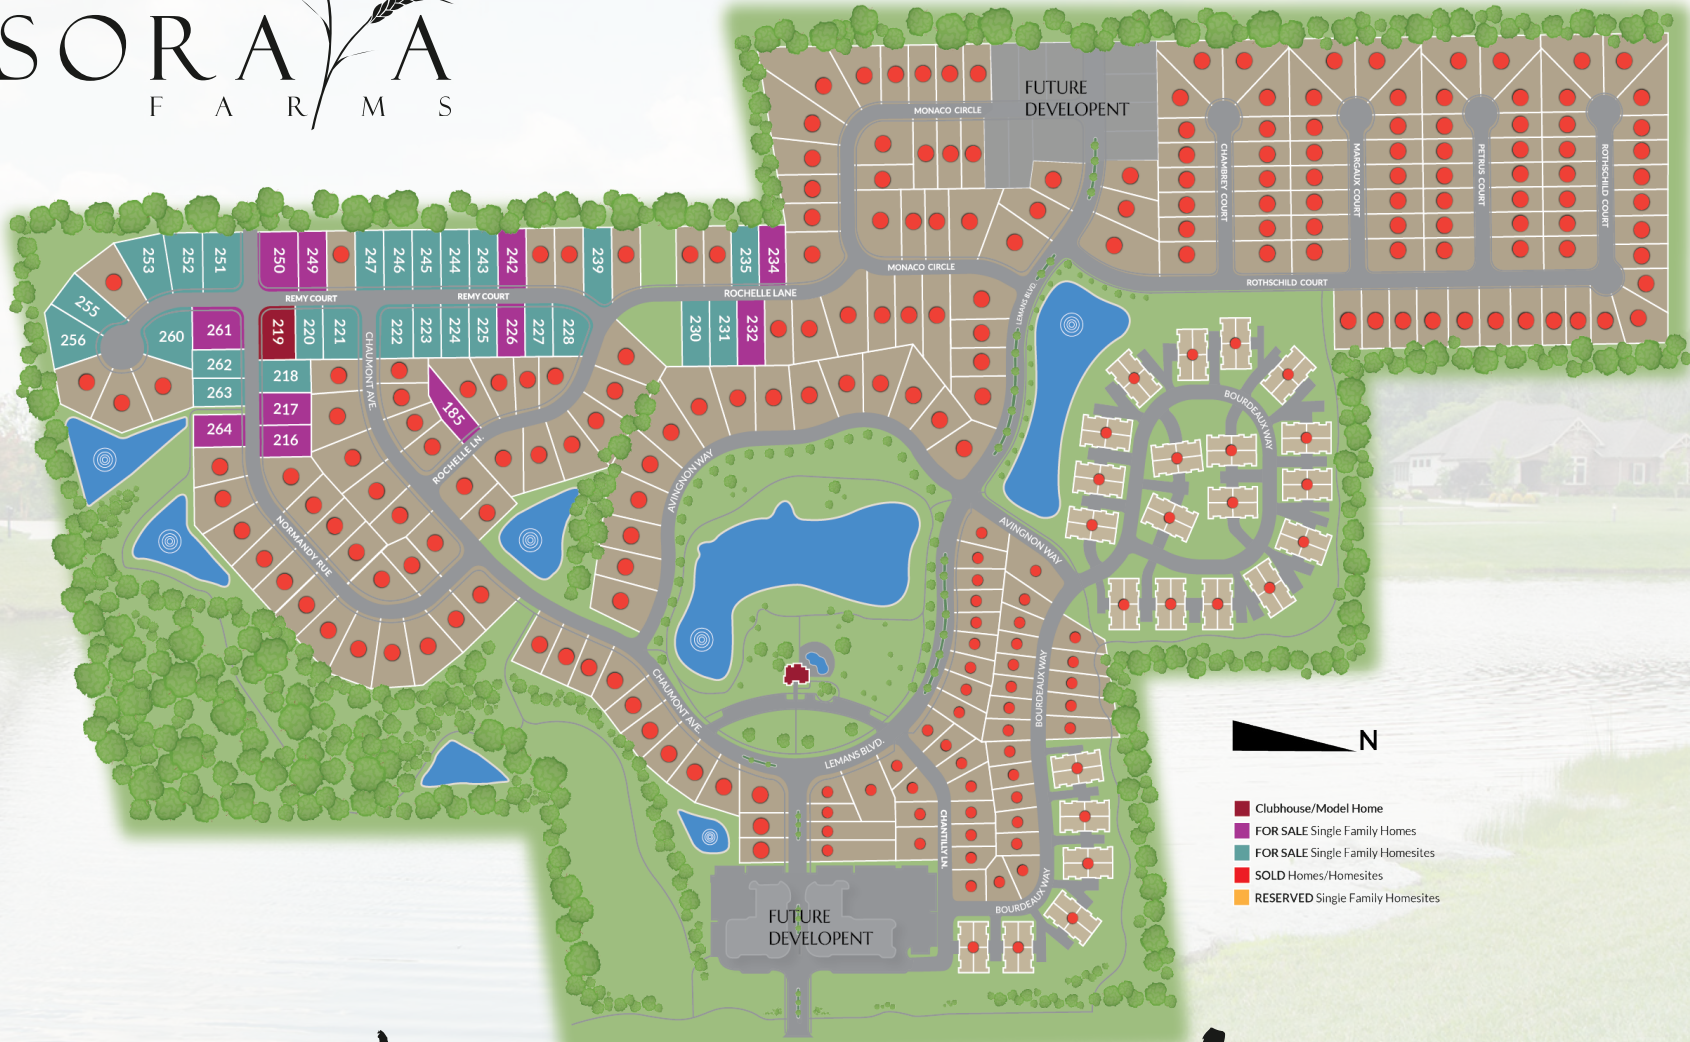 SORAYA
FARMS
FUTURE
DEVELOPENT
MONACO CIRCLE
CHAMBREY COURT
MARGAUX COURT
PETRUS COURT
ROTHSCHILD COURT
253
252
251
250
249
247
246
245
244
243
242
239
235
234
MONACO CIRCLE
ROTHSCHILD COURT
255
256
REMY COURT
REMY COURT
ROCHELLE LANE
LEMANS BLVD.
260
261
262
263
264
219
220
221
218
217
216
CHAUMONT AVE.
222
223
224
225
226
227
228
230
231
232
185
ROCHELLE LN.
BOURDEAUX WAY
AVINGNON WAY
AVINGNON WAY
NORMANDY RUE
CHAUMONT AVE.
BOURDEAUX WAY
LEMANS BLVD.
CHANTILLY LN.
BOURDEAUX WAY
FUTURE
DEVELOPENT
N
Clubhouse/Model Home
FOR SALE Single Family Homes
FOR SALE Single Family Homesites
SOLD Homes/Homesites
RESERVED Single Family Homesites